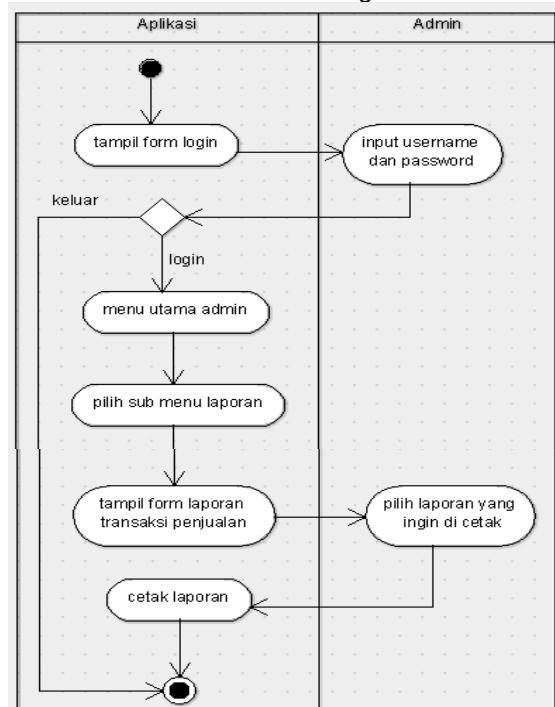 Aplikasi
Admin
tampil form login
input username
dan password
keluar
login
menu utama admin
pilih sub menu laporan
tampil form laporan
transaksi penjualan
pilih laporan yang
ingin di cetak
cetak laporan